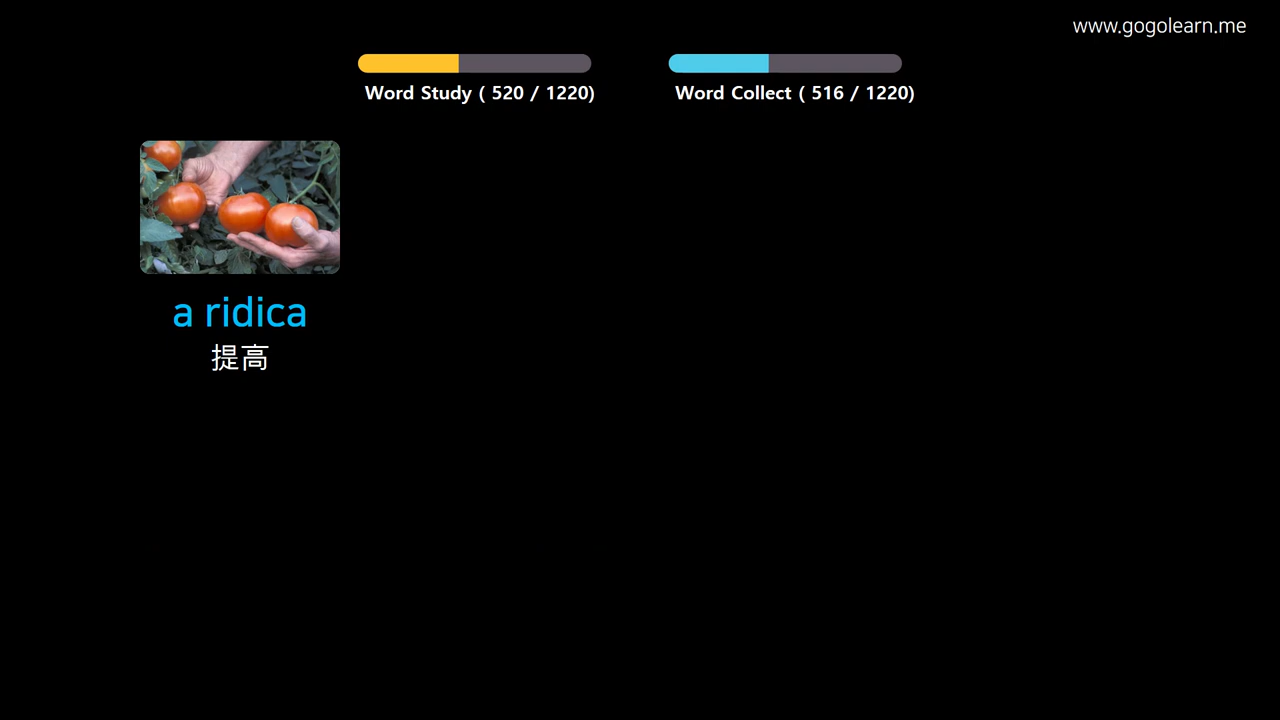 www.gogolearn.me
Word Study ( 520 / 1220)
Word Collect ( 516 / 1220)
a ridica
提高